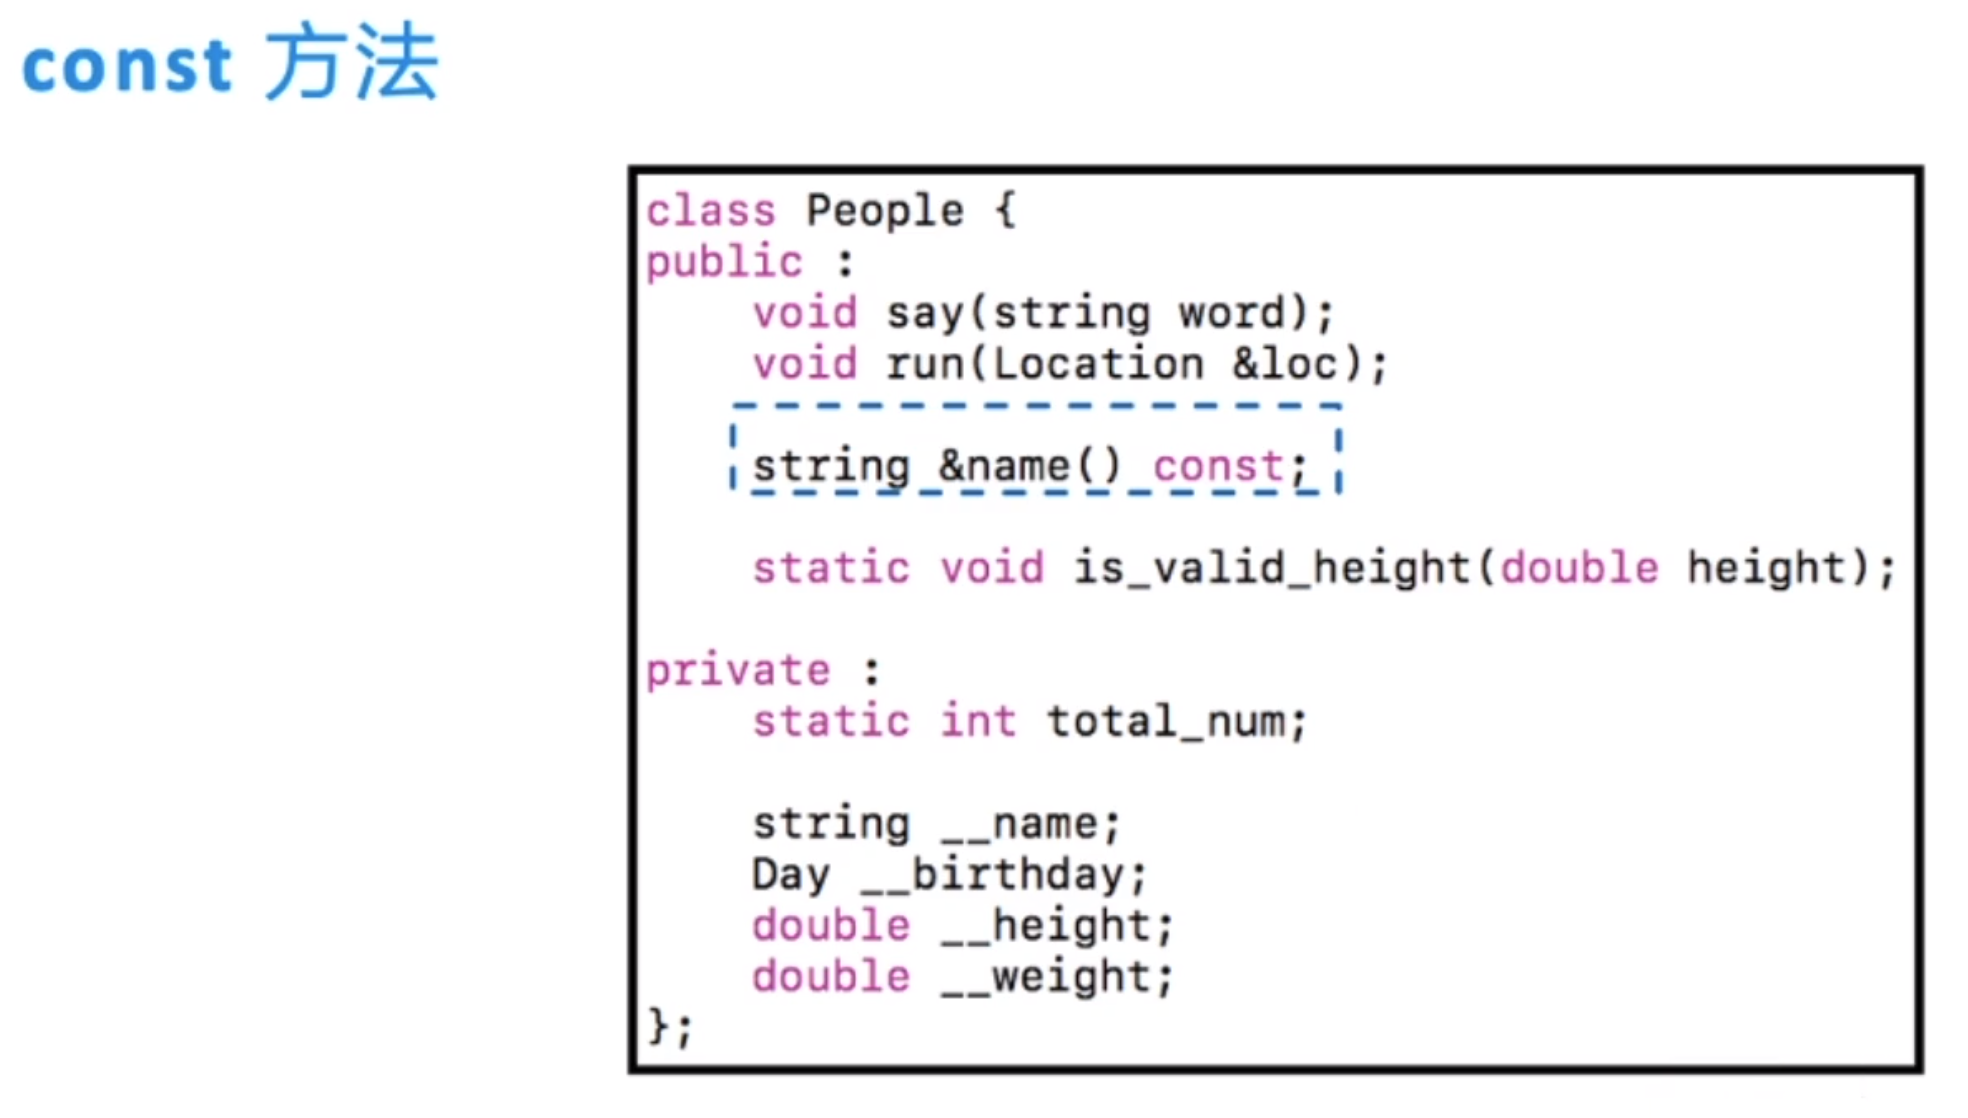 const 方法
class People {
public :
    void say(string word);
    void run(Location &loc);
    string &name() const;
    static void is_valid_height(double height);
private :
    static int total_num;
    string __name;
    Day __birthday;
    double __height;
    double __weight;
};